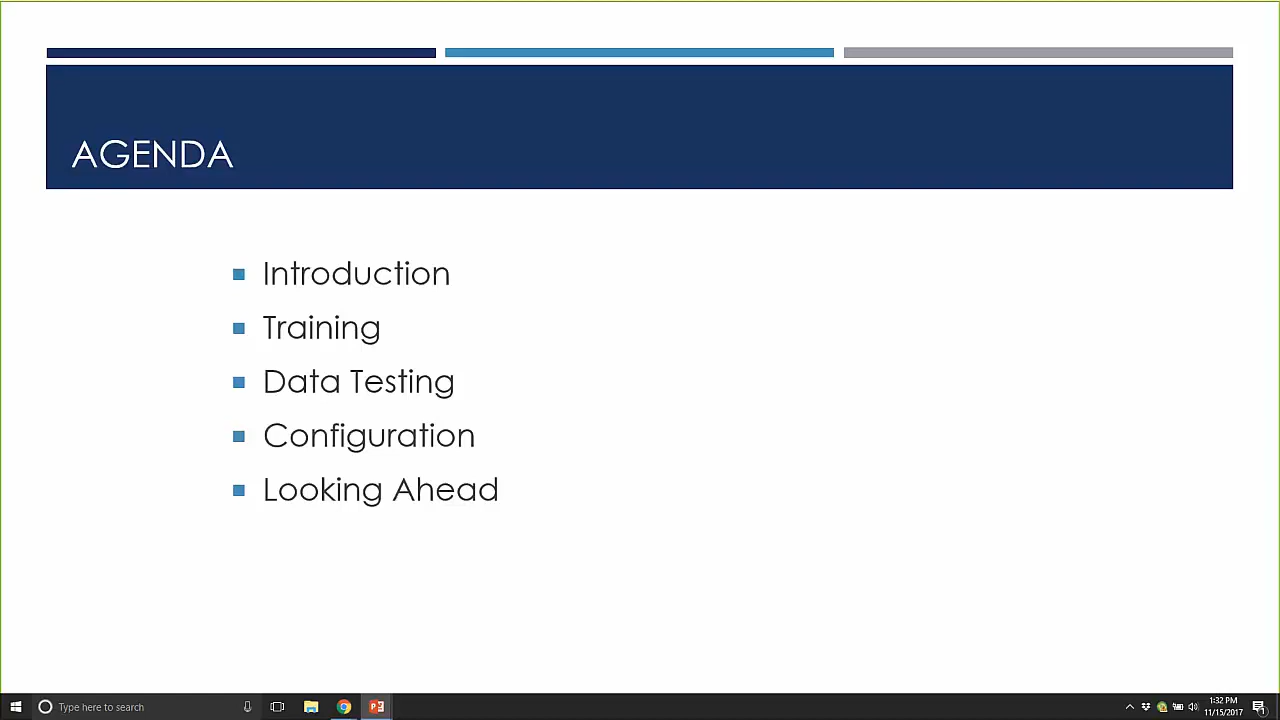 AGENDA
Introduction
Training
Data Testing
Configuration
Looking Ahead
Type here to search
1:32 PM
11/15/2017